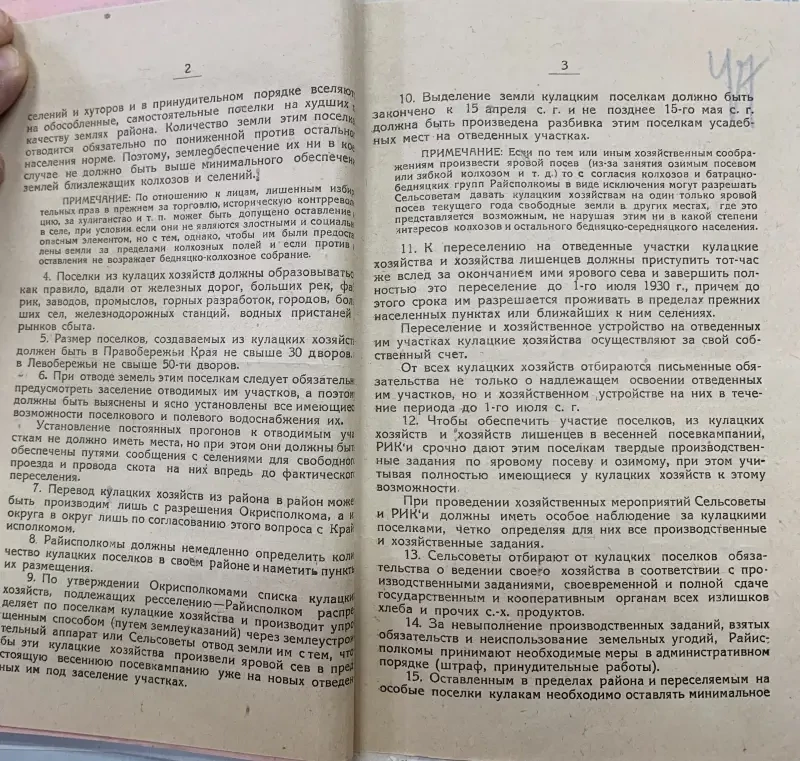 2
селений и хуторов и в принудительном порядке вселяют
на обособленные, самостоятельные поселки на худших
качеству землях района. Количество земли этим поселк
отводится обязательно по пониженной против остально
населения норме. Поэтому, землеобеспечение их ни в ко
случае не должно быть выше минимального обеспечен
землей близлежащих колхозов и селений.
ПРИМЕЧАНИЕ: По отношению к лицам, лишенным изби
тельных прав в прежнем за торговлю, историческую контррево
цию, за хулиганство и т. п. может быть допущено оставление
в селе, при условии если они не являются злостными и социаль
опасным элементом, но с тем, однако, чтобы им были предоста
лены земли за пределами колхозных полей и если против
оставления не возражает бедняцко-колхозное собрание.
4. Поселки из кулацих хозяйств должны образовывать
как правило, вдали от железных дорог, больших рек, фа
рик, заводов, промыслов, горных разработок, городов, бол
ших сел, железнодорожных станций. водных пристаней
рынков сбыта.
5. Размер поселков, создаваемых из кулацких хозяйст
должен быть в Правобережьи Края не свыше 30 дворов.
в Левобережьи не свыше 50-ти дворов.
6. При отводе земель этим поселкам следует обязательн
предусмотреть заселение отводимых им участков, а поэтом
должны быть выяснены и ясно установлены все имеющиес
возможности поселкового и полевого водоснабжения их.
Установление постоянных прогонов к отводимым уча
сткам не должно иметь места, но при этом они должны быт
обеспечены путями сообщения с селениями для свободног
проезда и провода скота на них впредь до фактическог
переселения.
7. Перевод кулацких хозяйств из района в район може
быть производим лишь с разрешения Окрисполкома, а и
округа в округ лишь по согласованию этого вопроса с Край
исполкомом.
8. Райисполкомы должны немедленно определить коли
чество кулацких поселков в своем районе и наметить пункт
их размещения.
9. По утверждении Окрисполкомами списка кулацки
хозяйств, подлежащих ресселению—Райисполком распре
деляет по поселкам кулацкие хозяйства и производит упро
щенным способом (путем землеуказаний) через землеустрои
тельный аппарат или Сельсоветы отвод земли им с тем, что
бы эти кулацкие хозяйства произвели яровой сев в пред
стоящую весеннюю посевкампанию уже на новых отведен
ных им под заселение участках.
3
47
10. Выделение земли кулацким поселкам должно быть
закончено к 15 апреля с. г. и не позднее 15-го мая с. г.
должна быть произведена разбивка этим поселкам усадеб-
ных мест на отведенных участках.
ПРИМЕЧАНИЕ: Если по тем или иным хозяйственным сообра-
жениям произвести яровой посев (из-за занятия озимым посевом
или зябкой колхозом и т. д.) то с согласия колхозов и батрацко-
бедняцких групп Райсполкомы в виде исключения могут разрешать
Сельсоветам давать кулацким хозяйствам на один только яровой
посев текущего года свободные земли в других местах, где это
представляется возможным, не нарушая этим ни в какой степени
интересов колхозов и остального бедняцко-середняцкого населения.
11. К переселению на отведенные участки кулацкие
хозяйства и хозяйства лишенцев должны приступить тот-час
же вслед за окончанием ими ярового сева и завершить пол-
ностью это переселение до 1-го июля 1930 г., причем до
этого срока им разрешается проживать в пределах прежних
населенных пунктах или ближайших к ним селениях.
Переселение и хозяйственное устройство на отведенных
им участках кулацкие хозяйства осуществляют за свой соб-
ственный счет.
От всех кулацких хозяйств отбираются письменные обя-
зательства не только о надлежащем освоении отведенных
им участков, но и хозяйственном устройстве на них в тече-
ние периода до 1-го июля с. г.
12. Чтобы обеспечить участие поселков, из кулацких
хозяйств и хозяйств лишенцев в весенней посевкампании,
РИК'и срочно дают этим поселкам твердые производствен-
ные задания по яровому посеву и озимому, при этом учи-
тывая полностью имеющиеся у кулацких хозяйств к этому
возможности.
При проведении хозяйственных мероприятий Сельсоветы
и РИК'и должны иметь особое наблюдение за кулацкими
поселками, четко определяя для них все производственные
и хозяйственные задания.
13. Сельсоветы отбирают от кулацких поселков обяза-
тельства о ведении своего хозяйства в соответствии с про-
изводственными заданиями, своевременной и полной сдаче
государственным и кооперативным органам всех излишков
хлеба и прочих с.-х. продуктов.
14. За невыполнение производственных заданий, взятых
обязательств и неиспользование земельных угодий, Райис-
полкомы принимают необходимые меры в административном
порядке (штраф, принудительные работы).
15. Оставленным в пределах района и переселяемым на
особые поселки кулакам необходимо оставлять минимальное